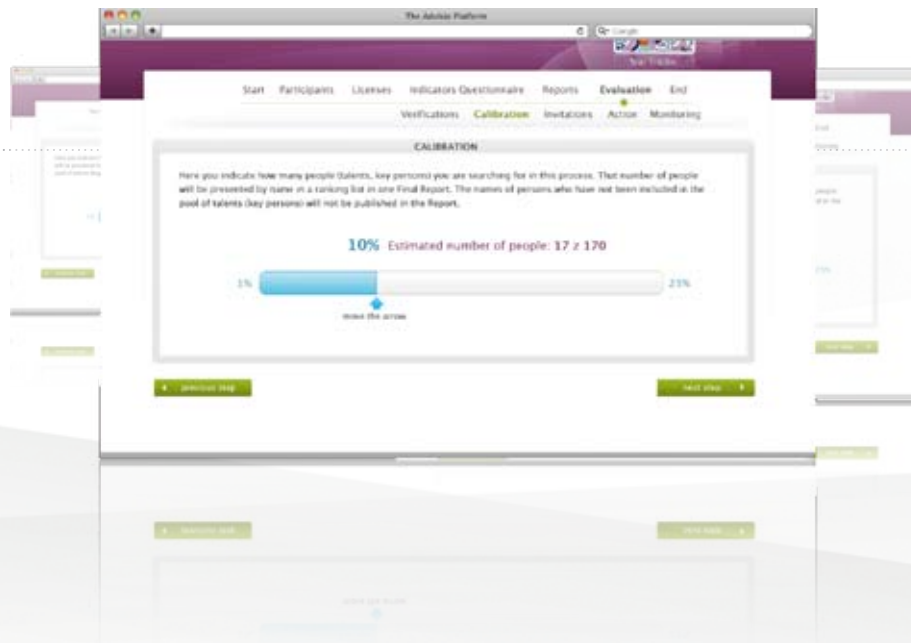 Google
Start Participants Licenses Indicators Questionnaire Reports Evaluation End
Verifications Calibration Invitations Action Monitoring
CALIBRATION
Here you indicate how many people (talents, key persons) you are searching for in this process. That number of people
will be presented by name in a ranking list in one Final Report. The names of persons who have not been included in the
pool of talents (key persons) will not be published in the Report.
10% Estimated number of people: 17 z 170
1% 25%
move the arrow
previous step next step